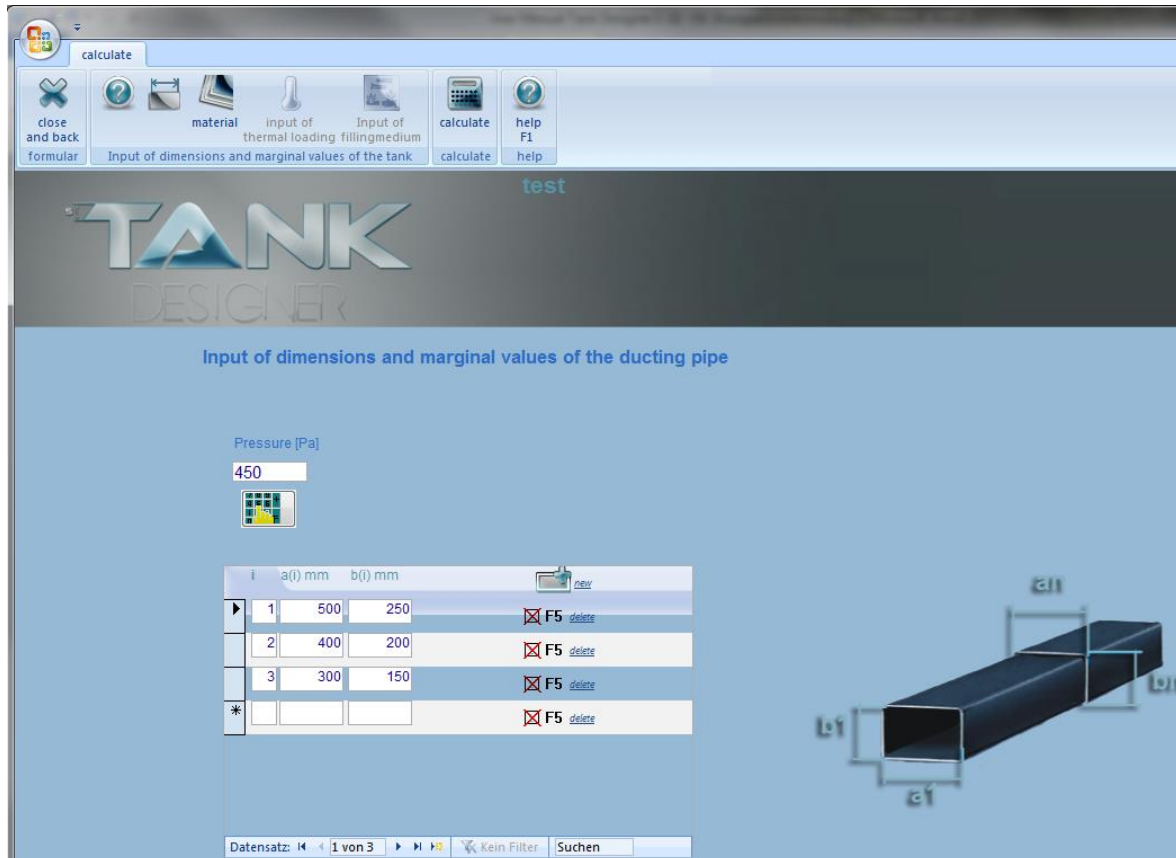 calculate
close and back
material
input of thermal loading
Input of fillingmedium
calculate
help F1
formular
Input of dimensions and marginal values of the tank
calculate
help
test
TANK
DESIGNER
Input of dimensions and marginal values of the ducting pipe
Pressure [Pa]
450
i a(i) mm b(i) mm new
1 500 250 F5 delete
2 400 200 F5 delete
3 300 150 F5 delete
* F5 delete
an
b1
a1
Datensatz: 1 von 3 Kein Filter Suchen